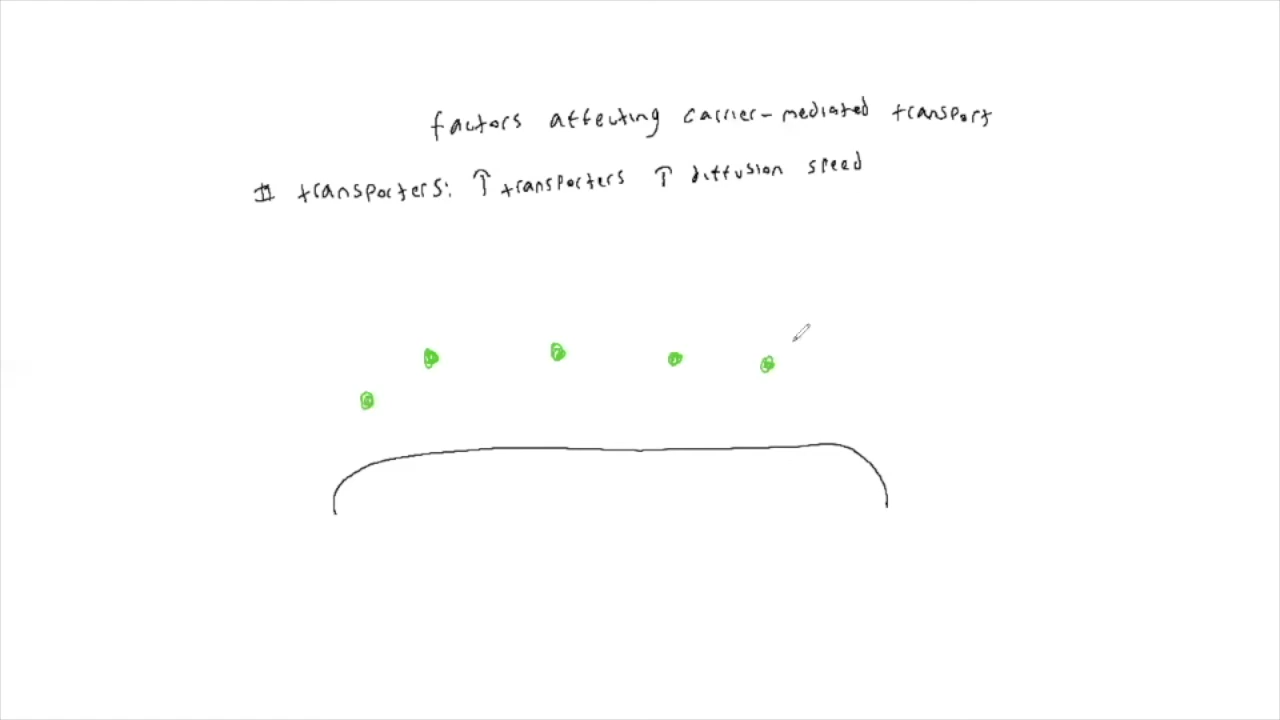 factors affecting carrier-mediated transport
# transporters: ↑ transporters ↑ diffusion speed